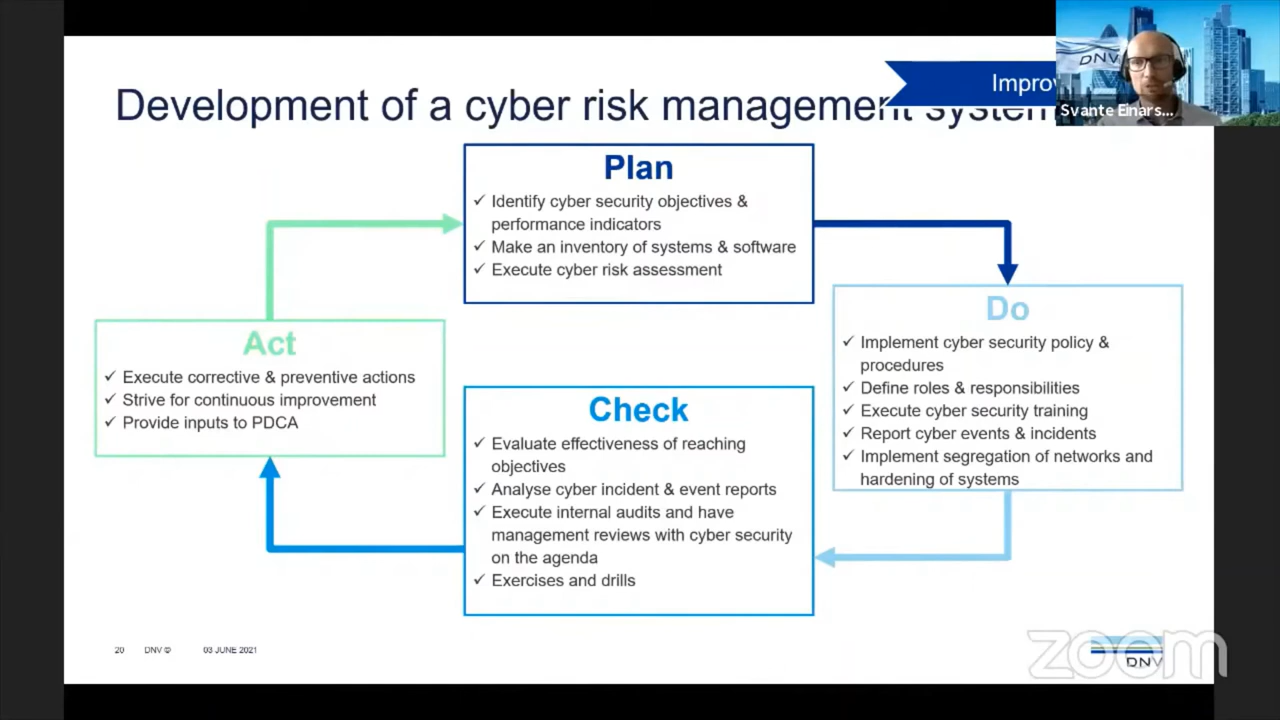 Improv
DNV
Svante Einars...
Development of a cyber risk management system
Plan
✓ Identify cyber security objectives &
performance indicators
✓ Make an inventory of systems & software
✓ Execute cyber risk assessment
Do
✓ Implement cyber security policy &
procedures
✓ Define roles & responsibilities
✓ Execute cyber security training
✓ Report cyber events & incidents
✓ Implement segregation of networks and
hardening of systems
Act
✓ Execute corrective & preventive actions
✓ Strive for continuous improvement
✓ Provide inputs to PDCA
Check
✓ Evaluate effectiveness of reaching
objectives
✓ Analyse cyber incident & event reports
✓ Execute internal audits and have
management reviews with cyber security
on the agenda
✓ Exercises and drills
20 DNV © 03 JUNE 2021
zoom
DNV